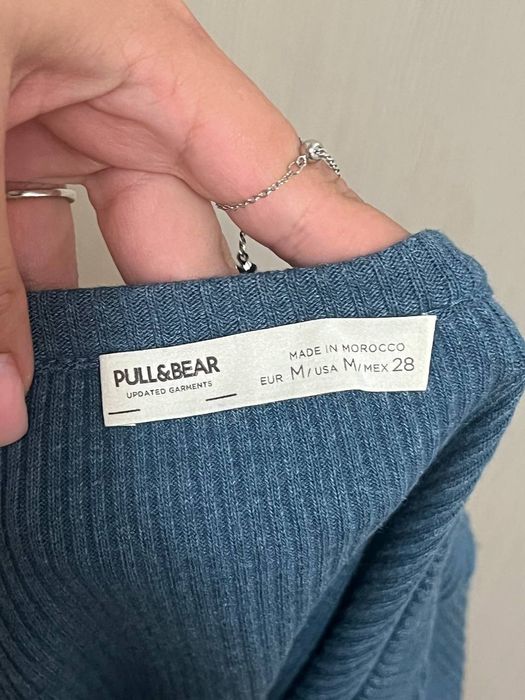 PULL&BEAR
UPDATED GARMENTS
MADE IN MOROCCO
EUR M/USA M/MEX 28